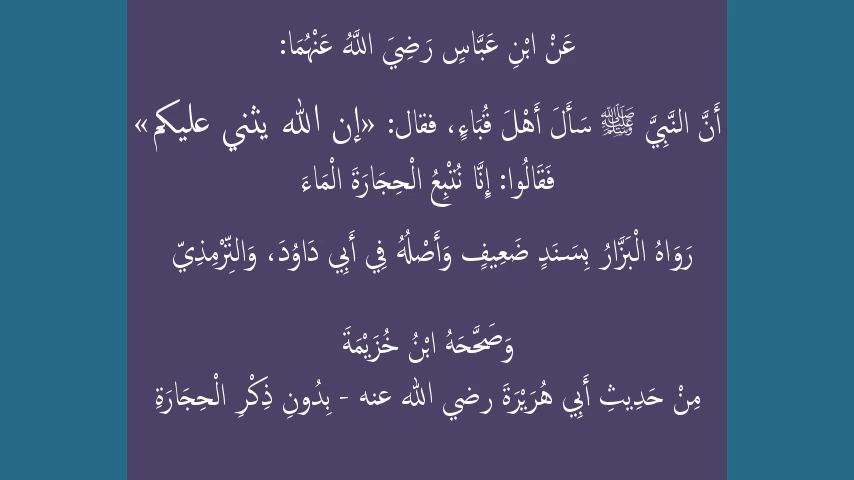 عَنْ ابْنِ عَبَّاسٍ رَضِيَ اللَّهُ عَنْهُمَا:
أَنَّ النَّبِيَّ ﷺ سَأَلَ أَهْلَ قُبَاءٍ، فقال: «إن الله يثني عليكم»
فَقَالُوا: إِنَّا نُتْبِعُ الْحِجَارَةَ الْمَاءَ
رَوَاهُ الْبَزَّارُ بِسَنَدٍ ضَعِيفٍ وَأَصْلُهُ فِي أَبِي دَاوُدَ، وَالتِّرْمِذِيّ
وَصَحَّحَهُ ابْنُ خُزَيْمَةَ
مِنْ حَدِيثِ أَبِي هُرَيْرَةَ رضي الله عنه - بِدُونِ ذِكْرِ الْحِجَارَةِ